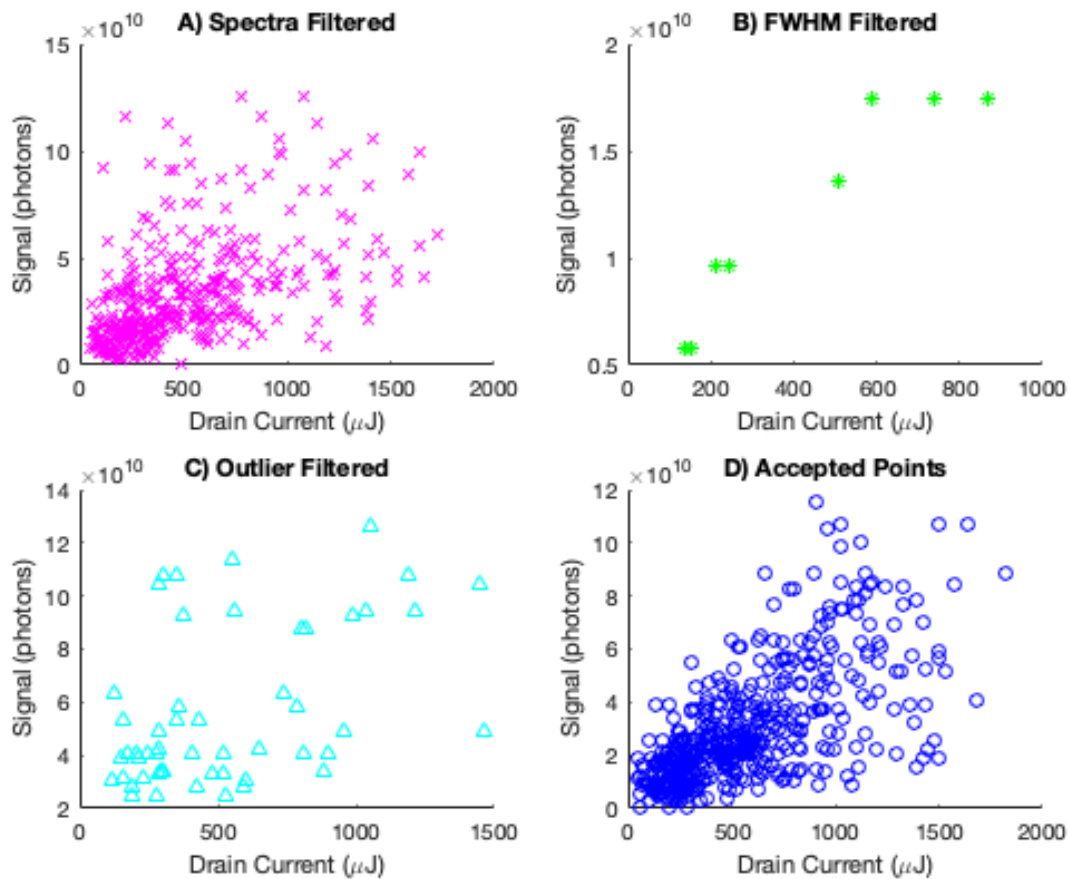 A) Spectra Filtered
×10^10
15
10
5
0
Signal (photons)
0 500 1000 1500 2000
Drain Current (μJ)
B) FWHM Filtered
×10^10
2
1.5
1
0.5
Signal (photons)
0 200 400 600 800 1000
Drain Current (μJ)
C) Outlier Filtered
×10^10
14
12
10
8
6
4
2
Signal (photons)
0 500 1000 1500
Drain Current (μJ)
D) Accepted Points
×10^10
12
10
8
6
4
2
0
Signal (photons)
0 500 1000 1500 2000
Drain Current (μJ)